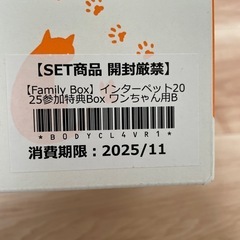 【SET商品 開封厳禁】
【Family Box】インターペット20
25参加特典Box ワンちゃん用B
*BODYCL4VR1*
消費期限：2025/11